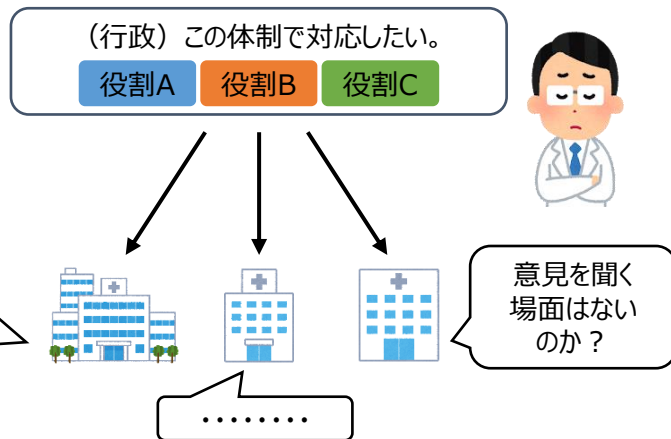 （行政）この体制で対応したい。
役割A 役割B 役割C
意見を聞く
場面はない
のか？
・・・・・・・・